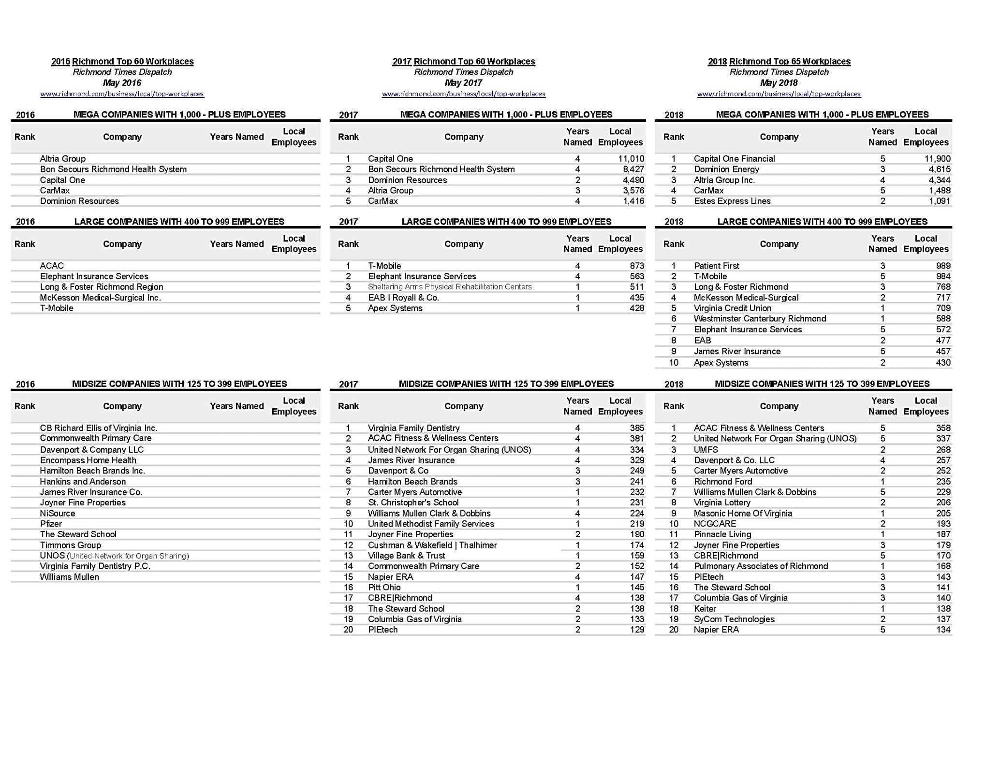 2016 Richmond Top 60 Workplaces
Richmond Times Dispatch
May 2016
www.richmond.com/business/local/top-workplaces
2016 MEGA COMPANIES WITH 1,000 - PLUS EMPLOYEES
Rank Company Years Named Local Employees
Altria Group
Bon Secours Richmond Health System
Capital One
CarMax
Dominion Resources
2016 LARGE COMPANIES WITH 400 TO 999 EMPLOYEES
Rank Company Years Named Local Employees
ACAC
Elephant Insurance Services
Long & Foster Richmond Region
McKesson Medical-Surgical Inc.
T-Mobile
2016 MIDSIZE COMPANIES WITH 125 TO 399 EMPLOYEES
Rank Company Years Named Local Employees
CB Richard Ellis of Virginia Inc.
Commonwealth Primary Care
Davenport & Company LLC
Encompass Home Health
Hamilton Beach Brands Inc.
Hankins and Anderson
James River Insurance Co.
Joyner Fine Properties
NiSource
Pfizer
The Steward School
Timmons Group
UNOS (United Network for Organ Sharing)
Virginia Family Dentistry P.C.
Williams Mullen
2017 Richmond Top 60 Workplaces
Richmond Times Dispatch
May 2017
www.richmond.com/business/local/top-workplaces
2017 MEGA COMPANIES WITH 1,000 - PLUS EMPLOYEES
Rank Company Years Named Local Employees
1 Capital One 4 11,010
2 Bon Secours Richmond Health System 4 8,427
3 Dominion Resources 2 4,490
4 Altria Group 3 3,576
5 CarMax 4 1,416
2017 LARGE COMPANIES WITH 400 TO 999 EMPLOYEES
Rank Company Years Named Local Employees
1 T-Mobile 4 873
2 Elephant Insurance Services 4 563
3 Sheltering Arms Physical Rehabilitation Centers 1 511
4 EAB I Royall & Co. 1 435
5 Apex Systems 1 428
2017 MIDSIZE COMPANIES WITH 125 TO 399 EMPLOYEES
Rank Company Years Named Local Employees
1 Virginia Family Dentistry 4 385
2 ACAC Fitness & Wellness Centers 4 381
3 United Network For Organ Sharing (UNOS) 4 334
4 James River Insurance 4 329
5 Davenport & Co 3 249
6 Hamilton Beach Brands 3 241
7 Carter Myers Automotive 1 232
8 St. Christopher's School 1 231
9 Williams Mullen Clark & Dobbins 4 224
10 United Methodist Family Services 1 219
11 Joyner Fine Properties 2 190
12 Cushman & Wakefield | Thalhimer 1 174
13 Village Bank & Trust 1 159
14 Commonwealth Primary Care 2 152
15 Napier ERA 4 147
16 Pitt Ohio 1 145
17 CBRE|Richmond 4 138
18 The Steward School 2 138
19 Columbia Gas of Virginia 2 133
20 PIEtech 2 129
2018 Richmond Top 65 Workplaces
Richmond Times Dispatch
May 2018
www.richmond.com/business/local/top-workplaces
2018 MEGA COMPANIES WITH 1,000 - PLUS EMPLOYEES
Rank Company Years Named Local Employees
1 Capital One Financial 5 11,900
2 Dominion Energy 3 4,615
3 Altria Group Inc. 4 4,344
4 CarMax 5 1,488
5 Estes Express Lines 2 1,091
2018 LARGE COMPANIES WITH 400 TO 999 EMPLOYEES
Rank Company Years Named Local Employees
1 Patient First 3 989
2 T-Mobile 5 984
3 Long & Foster Richmond 3 768
4 McKesson Medical-Surgical 2 717
5 Virginia Credit Union 1 709
6 Westminster Canterbury Richmond 1 588
7 Elephant Insurance Services 5 572
8 EAB 2 477
9 James River Insurance 5 457
10 Apex Systems 2 430
2018 MIDSIZE COMPANIES WITH 125 TO 399 EMPLOYEES
Rank Company Years Named Local Employees
1 ACAC Fitness & Wellness Centers 5 358
2 United Network For Organ Sharing (UNOS) 5 337
3 UMFS 2 268
4 Davenport & Co. LLC 4 257
5 Carter Myers Automotive 2 252
6 Richmond Ford 1 235
7 Williams Mullen Clark & Dobbins 5 229
8 Virginia Lottery 2 206
9 Masonic Home Of Virginia 1 205
10 NCGCARE 2 193
11 Pinnacle Living 1 187
12 Joyner Fine Properties 3 179
13 CBRE|Richmond 5 170
14 Pulmonary Associates of Richmond 1 168
15 PIEtech 3 143
16 The Steward School 3 141
17 Columbia Gas of Virginia 3 140
18 Keiter 1 138
19 SyCom Technologies 2 137
20 Napier ERA 5 134